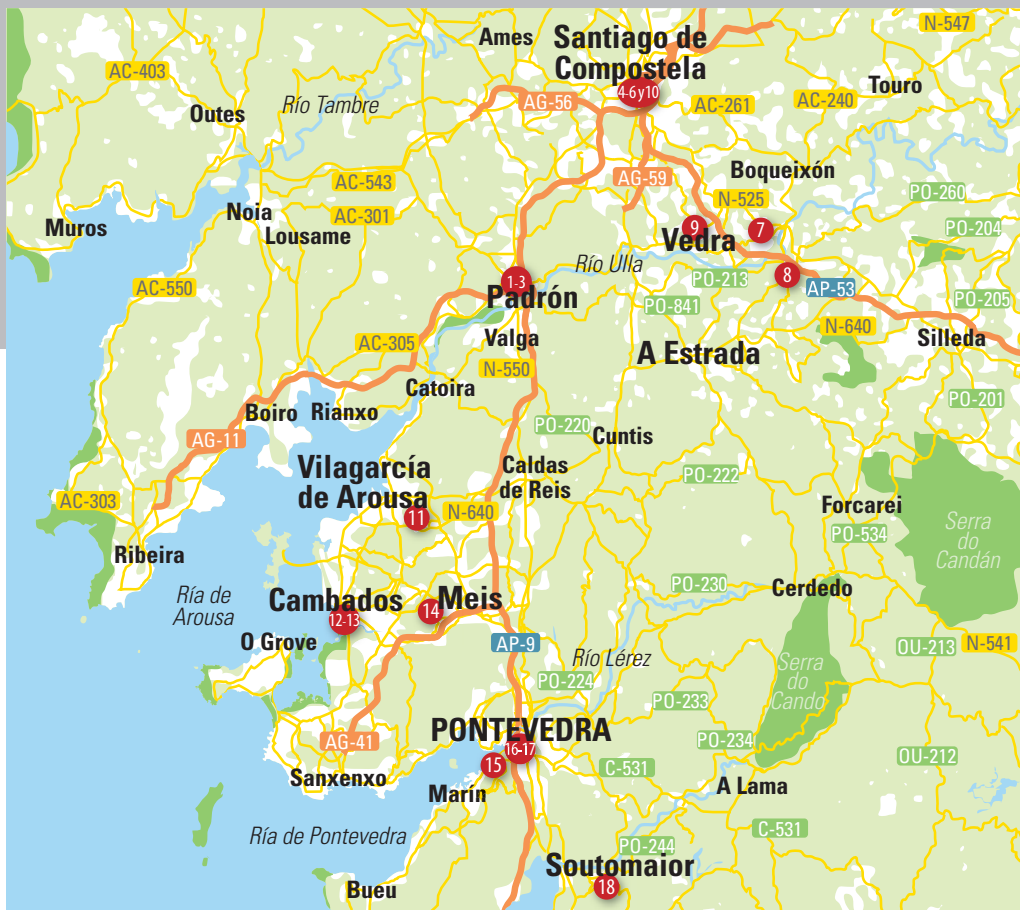 N-547
Ames
Santiago de
Compostela
AC-403
Touro
4-6 y 10
AG-56
AC-261
AC-240
Río Tambre
Outes
Boqueixón
AC-543
AG-59
PO-260
N-525
Noia
AC-301
Muros
Lousame
9
7
PO-204
Vedra
Río Ulla
8
PO-213
1-3
AC-550
AP-53
Padrón
PO-841
PO-205
N-640
Valga
AC-305
Silleda
A Estrada
N-550
Catoira
Boiro
Rianxo
PO-201
AG-11
PO-220
Cuntis
Vilagarcía
de Arousa
Caldas
de Reis
PO-222
AC-303
Forcarei
11
N-640
Serra
do
Candán
PO-534
Ribeira
PO-230
Cerdedo
Ría de
Arousa
Cambados
Meis
14
12-13
O Grove
AP-9
OU-213
N-541
Río Lérez
Serra
do
Cando
PO-224
PO-233
PONTEVEDRA
AG-41
PO-234
16-17
OU-212
15
C-531
Sanxenxo
A Lama
Marín
Ría de Pontevedra
C-531
PO-244
Soutomaior
18
Bueu